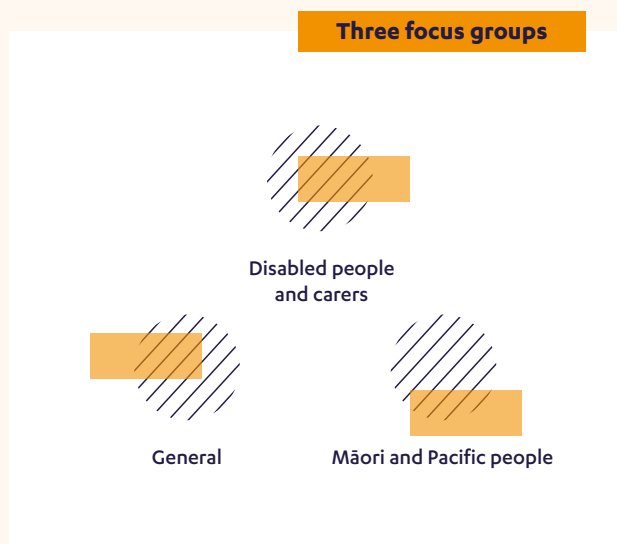 Three focus groups
Disabled people
and carers
General
Māori and Pacific people